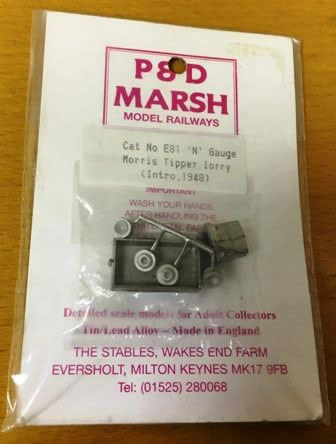 P&D
MARSH
MODEL RAILWAYS
Cat No E81 'N' Gauge
Morris Tipper lorry
(Intro.1948)
IMPORTANT
WASH YOUR HANDS
AFTER HANDLING THE
WHITEMETAL PARTS
Detailed scale models for Adult Collectors
Tin/Lead Alloy – Made in England
THE STABLES, WAKES END FARM
EVERSHOLT, MILTON KEYNES MK17 9FB
Tel: (01525) 280068